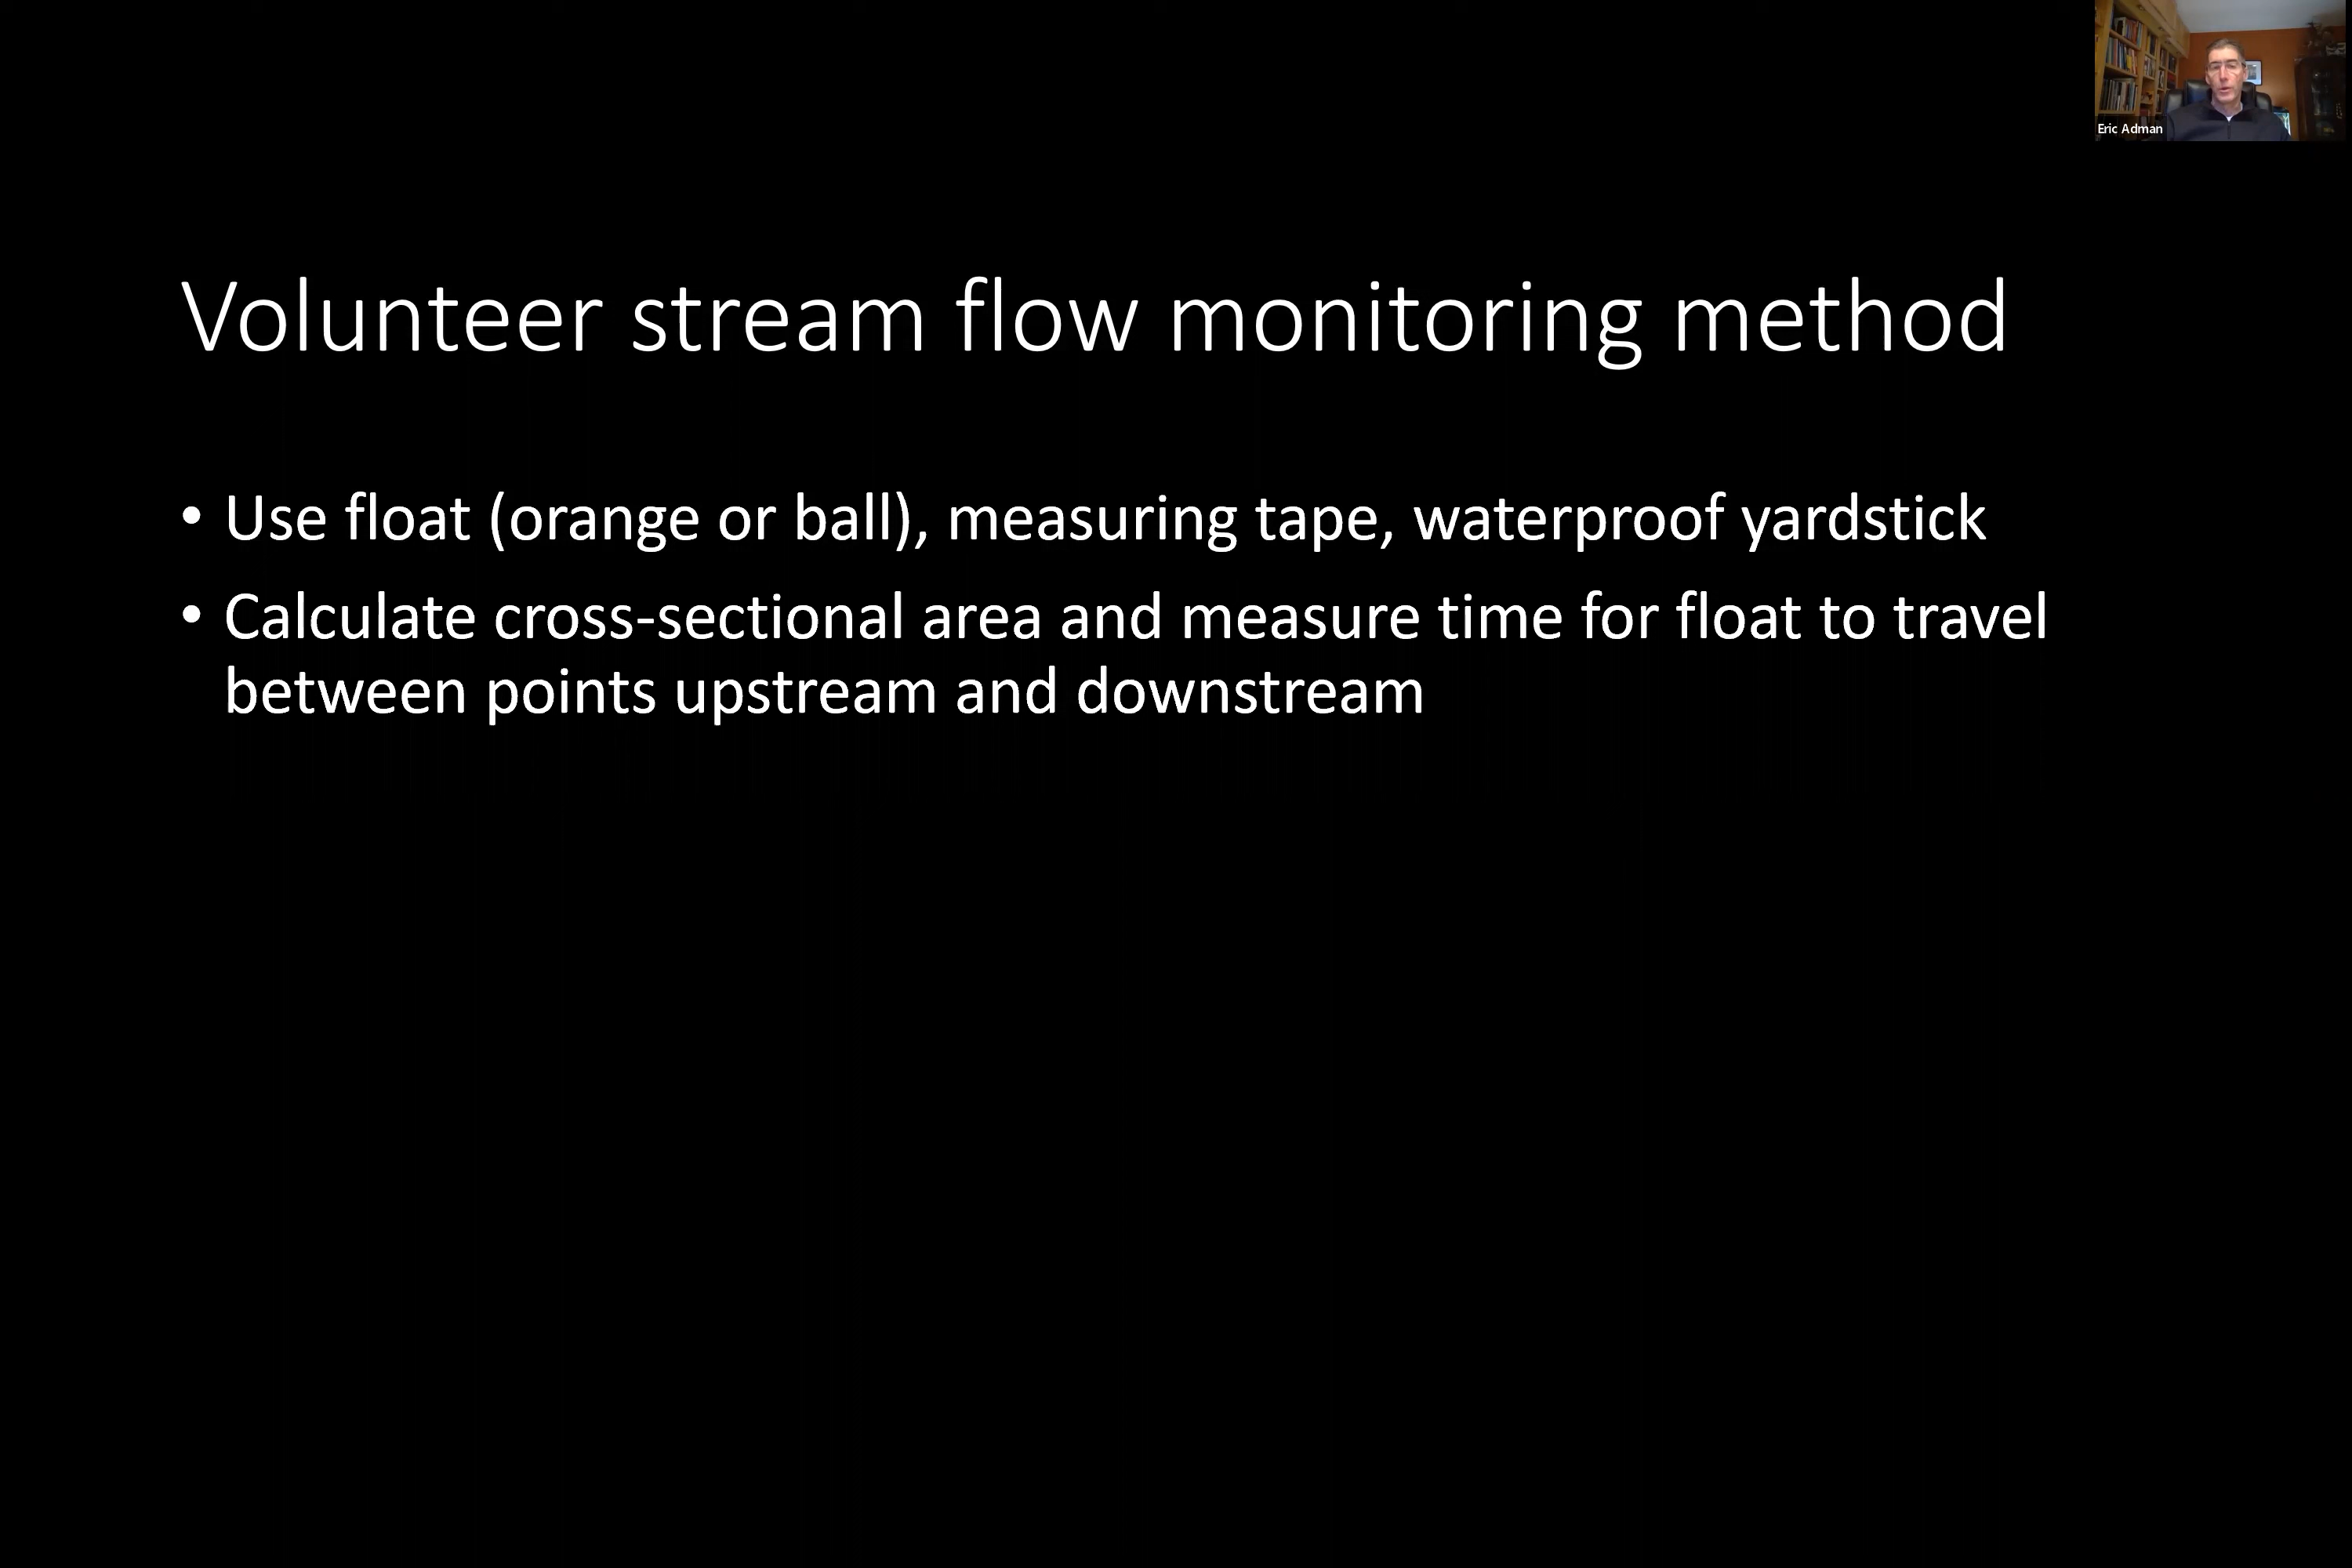 Eric Adman
Volunteer stream flow monitoring method
• Use float (orange or ball), measuring tape, waterproof yardstick
• Calculate cross-sectional area and measure time for float to travel
between points upstream and downstream